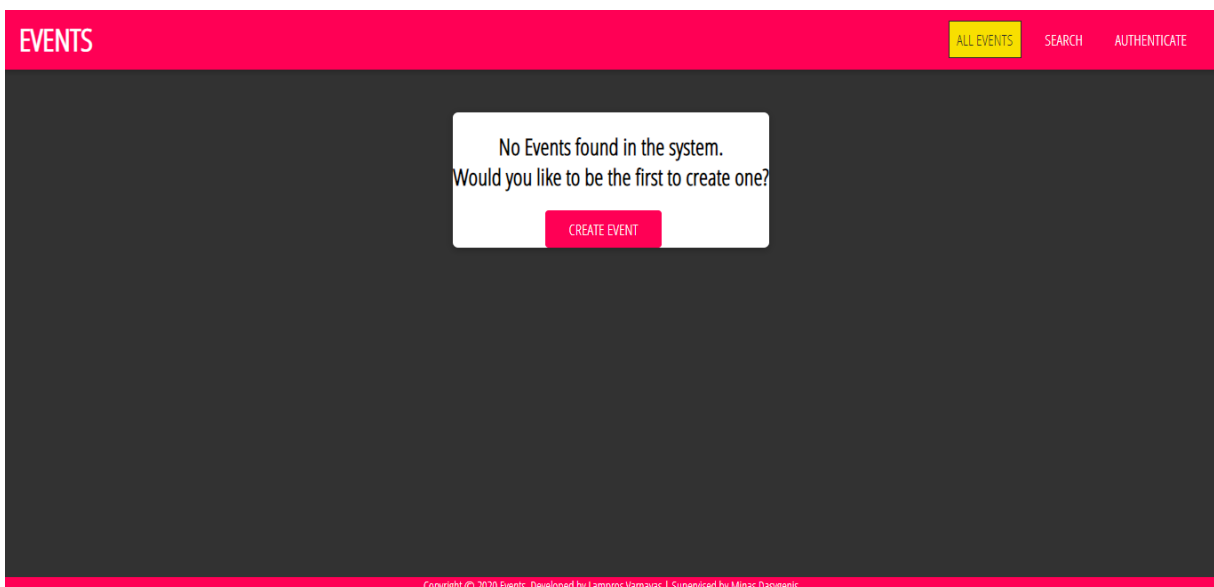 EVENTS
ALL EVENTS
SEARCH
AUTHENTICATE
No Events found in the system.
Would you like to be the first to create one?
CREATE EVENT
Copyright © 2020 Events. Developed by Lampros Varnavas | Supervised by Minas Dasygenis